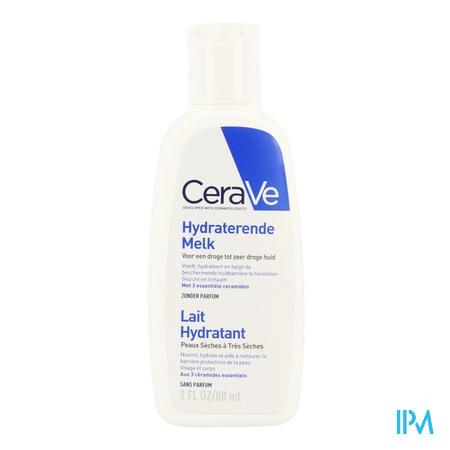 CeraVe
DEVELOPED WITH DERMATOLOGISTS
Hydraterende
Melk
Voor een droge tot zeer droge huid
Voedt, hydrateert en helpt de
beschermende huidbarrière te herstellen
Gezicht en lichaam
Met 3 essentiële ceramiden
ZONDER PARFUM
Lait
Hydratant
Peaux Sèches à Très Sèches
Nourrit, hydrate et aide à restaurer la
barrière protectrice de la peau
Visage et corps
Aux 3 céramides essentiels
SANS PARFUM
3 FL OZ/88 ml
IPM